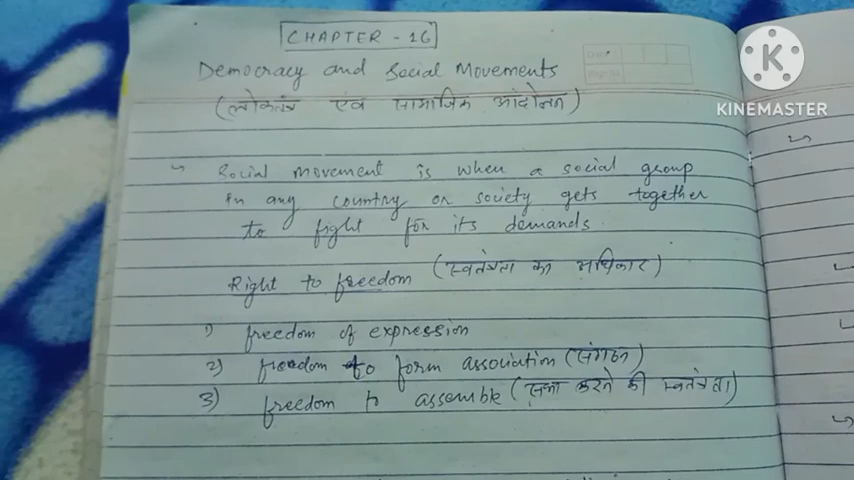 CHAPTER - 16
Democracy and Social Movements
(लोकतंत्र एवं सामाजिक आंदोलन)
KINEMASTER
Social movement is when a social group
in any country or society gets together
to fight for its demands.
Right to freedom (स्वतंत्रता का अधिकार)
1) freedom of expression
2) freedom to form association (संगठन)
3) freedom to assemble (सभा करने की स्वतंत्रता)